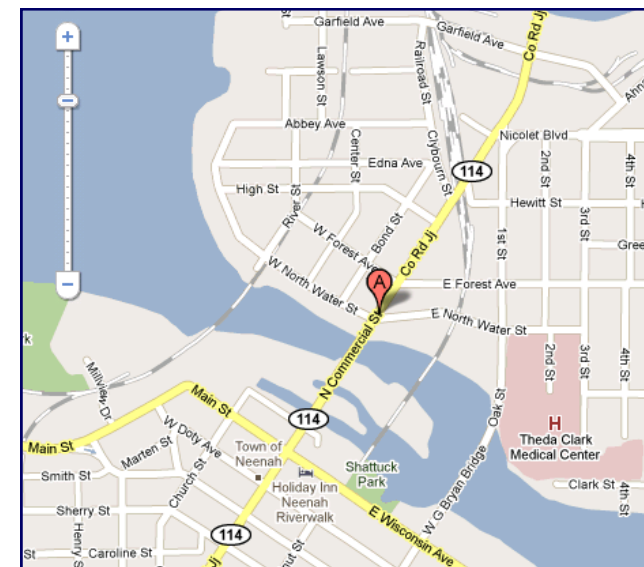 St
Garfield Ave
Garfield Ave
Co Rd Jj
Lawson St
Railroad St
Abbey Ave
Center St
Clybourn St
Nicolet Blvd
Edna Ave
114
2nd St
4th St
High St
River St
Bond St
Hewitt St
3rd St
W Forest Ave
Co Rd Jj
1st St
Gree
A
E Forest Ave
W North Water St
E North Water St
N Commercial St
2nd St
3rd St
4th St
Millview Dr
Main St
114
Oak St
H
Theda Clark
Medical Center
Main St
W Doty Ave
Marten St
Town of
Neenah
Shattuck
Park
Smith St
Church St
Holiday Inn
Neenah
Riverwalk
W G Bryan Bridge
Clark St
4th St
Sherry St
Henry St
114
E Wisconsin Ave
St
Caroline St
Jj